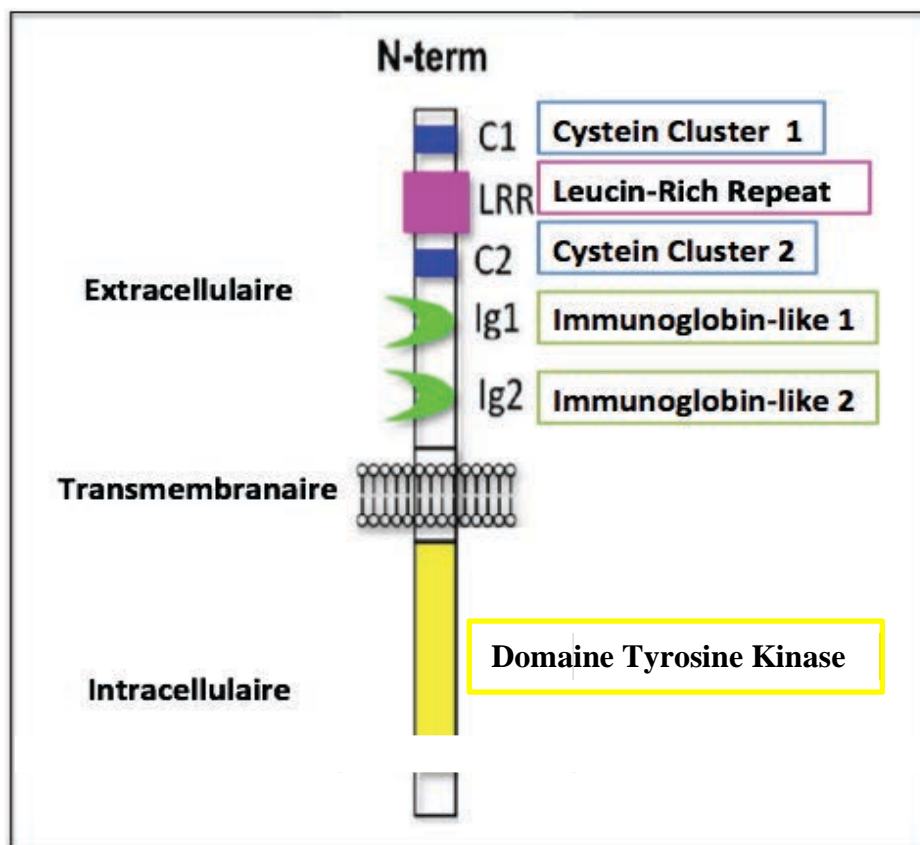 N-term
C1 Cystein Cluster 1
LRR Leucin-Rich Repeat
C2 Cystein Cluster 2
Extracellulaire
Ig1 Immunoglobin-like 1
Ig2 Immunoglobin-like 2
Transmembranaire
Domaine Tyrosine Kinase
Intracellulaire